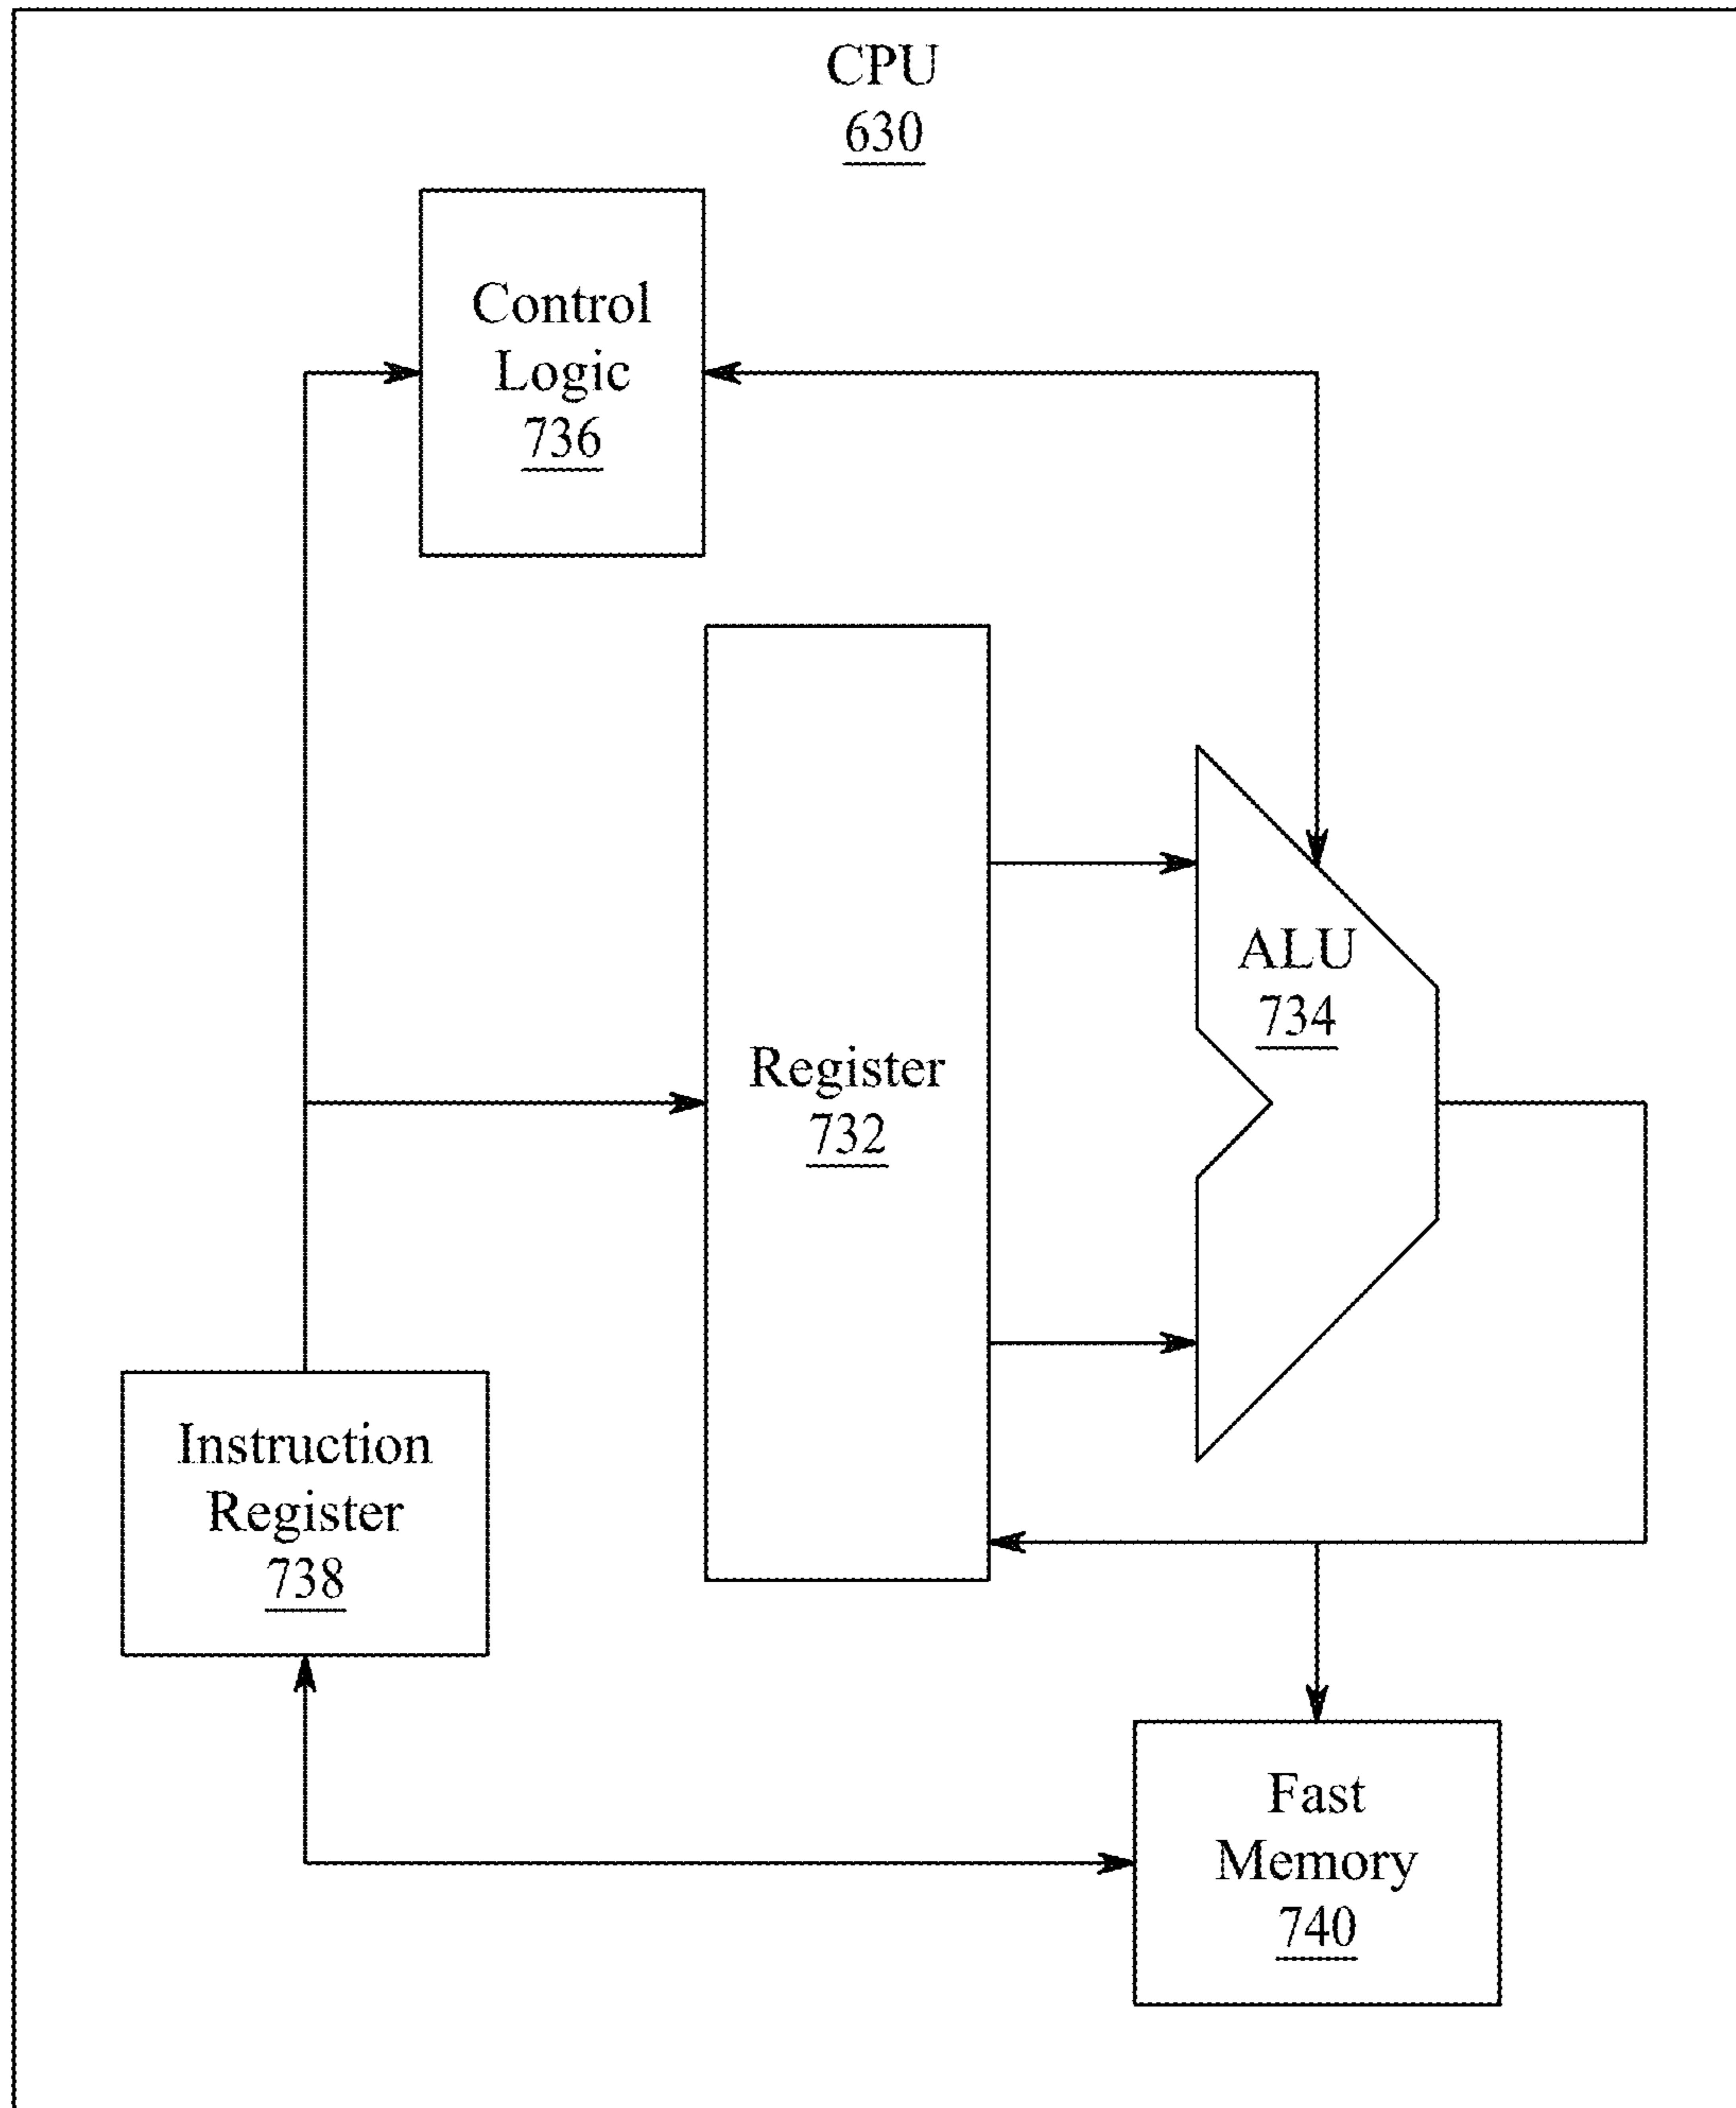 CPU
630
Control
Logic
736
Register
732
ALU
734
Instruction
Register
738
Fast
Memory
740